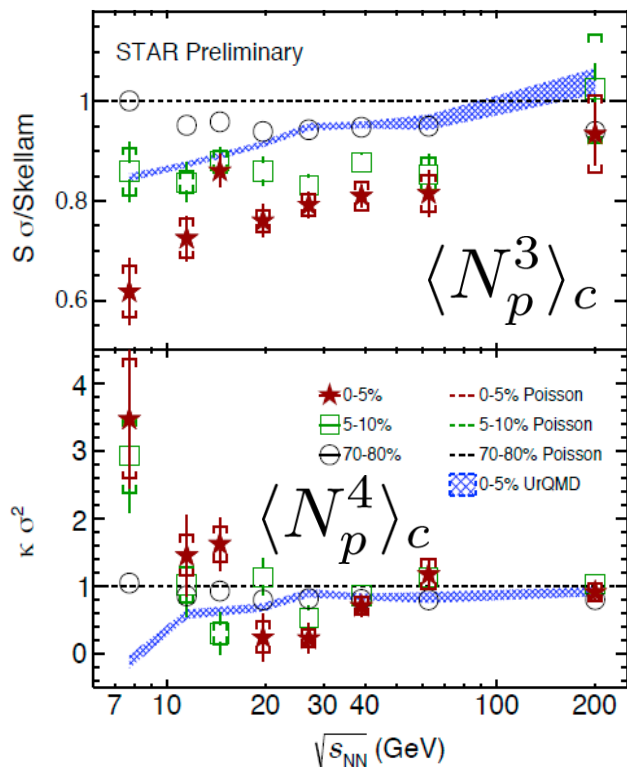 STAR Preliminary
S σ/Skellam
1
0.8
0.6
⟨N_p^3⟩_c
κ σ²
4
3
2
1
0
0-5%
5-10%
70-80%
0-5% Poisson
5-10% Poisson
70-80% Poisson
0-5% UrQMD
⟨N_p^4⟩_c
7 10 20 30 40 100 200
√s_NN (GeV)